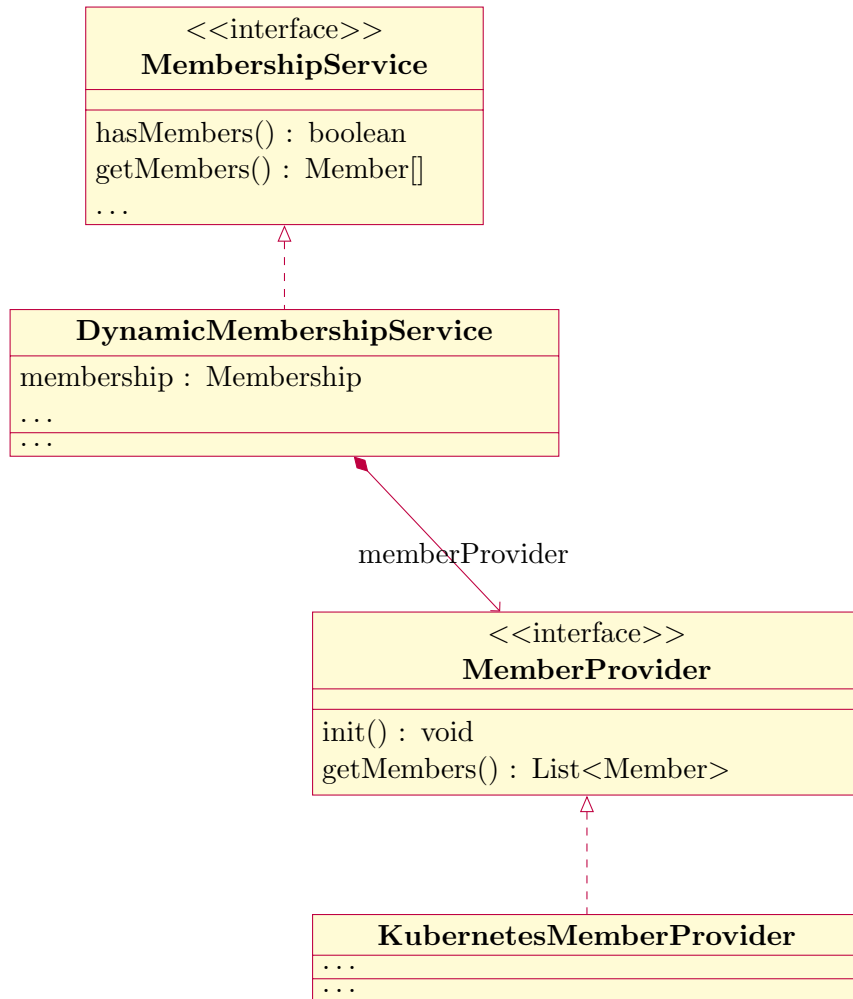 <<interface>>
MembershipService
hasMembers() : boolean
getMembers() : Member[]
...
DynamicMembershipService
membership : Membership
...
...
memberProvider
<<interface>>
MemberProvider
init() : void
getMembers() : List<Member>
KubernetesMemberProvider
...
...